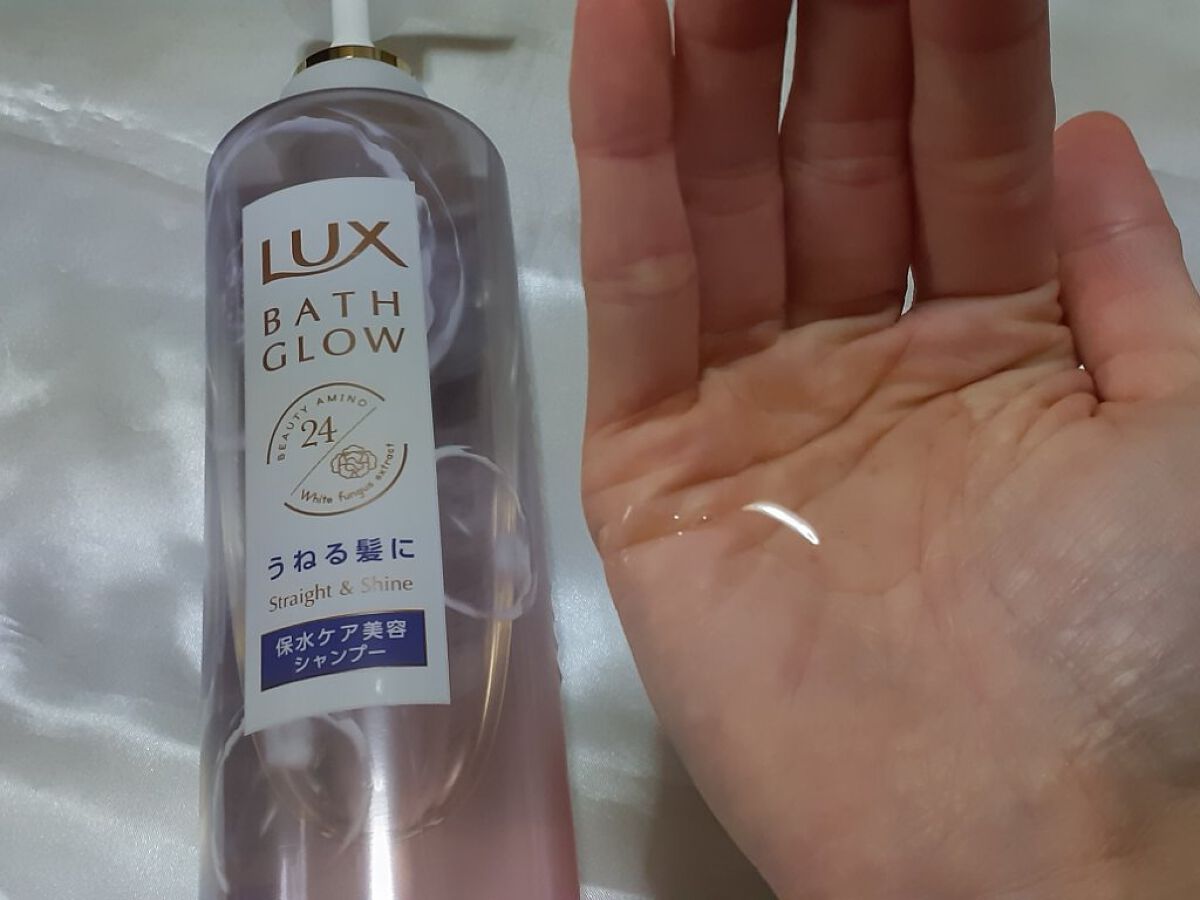 LUX
BATH
GLOW
BEAUTY AMINO
24
White fungus extract
うねる髪に
Straight & Shine
保水ケア美容
シャンプー